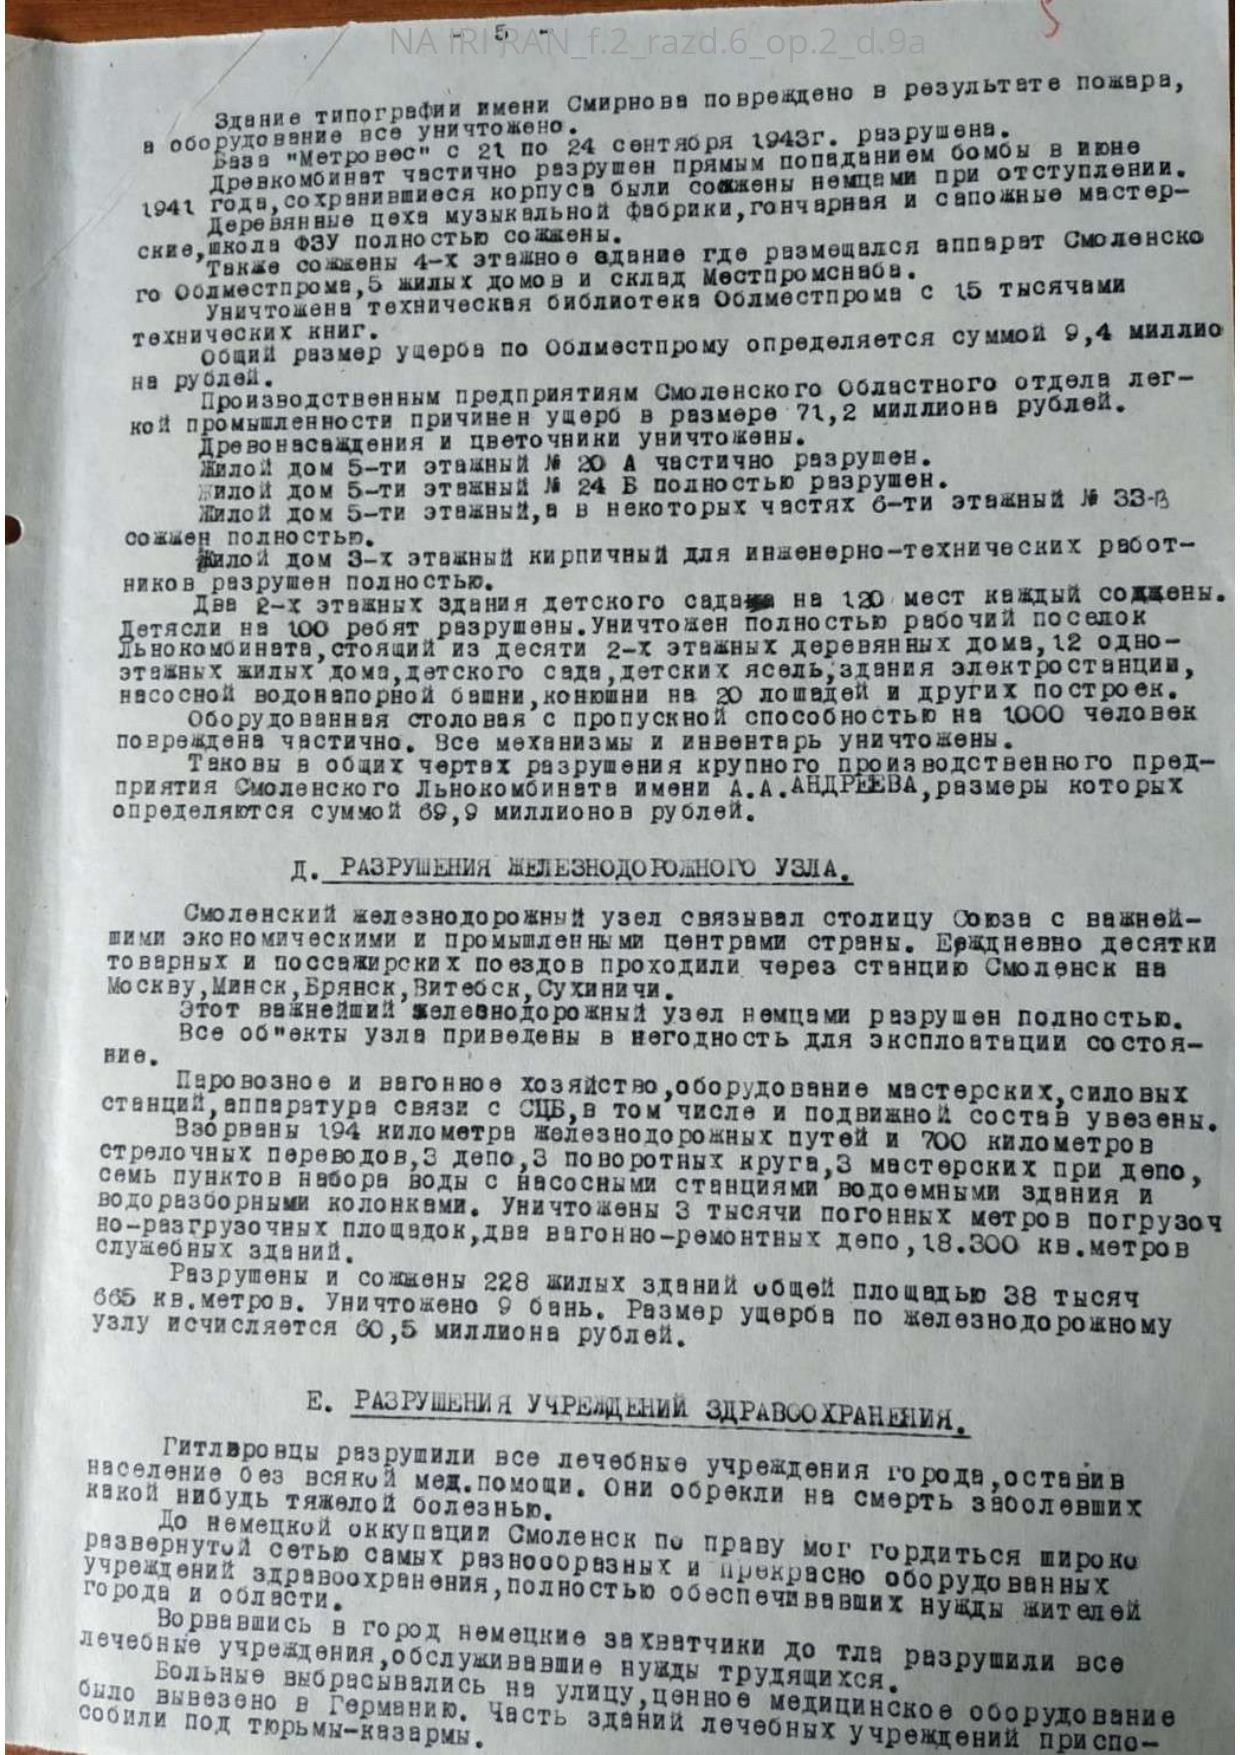 - 5 -
5
NA IRI RAN_f.2_razd.6_op.2_d.9a
Здание типографии имени Смирнова повреждено в результате пожара,
а оборудование все уничтожено.
База "Метровес" с 21 по 24 сентября 1943г. разрушена.
Древкомбинат частично разрушен прямым попаданием бомбы в июне
1941 года,сохранившиеся корпуса были сожжены немцами при отступлении.
Деревянные цеха музыкальной фабрики,гончарная и сапожные мастер-
ские,школа ФЗУ полностью сожжены.
Также сожжены 4-х этажное здание где размещался аппарат Смоленско
го Облместпрома,5 жилых домов и склад Местпромснаба.
Уничтожена техническая библиотека Облместпрома с 15 тысячами
технических книг.
Общий размер ущерба по Облместпрому определяется суммой 9,4 миллио
на рублей.
Производственным предприятиям Смоленского Областного отдела лег-
кой промышленности причинен ущерб в размере 71,2 миллиона рублей.
Древонасаждения и цветочники уничтожены.
Жилой дом 5-ти этажный № 20 А частично разрушен.
Жилой дом 5-ти этажный № 24 Б полностью разрушен.
Жилой дом 5-ти этажный,а в некоторых частях 6-ти этажный № 33-В
сожжен полностью.
Жилой дом 3-х этажный кирпичный для инженерно-технических работ-
ников разрушен полностью.
Два 2-х этажных здания детского сада на 120 мест каждый сожжены.
Детясли на 100 ребят разрушены.Уничтожен полностью рабочий поселок
Льнокомбината,стоящий из десяти 2-х этажных деревянных дома,12 одно-
этажных жилых дома,детского сада,детских ясель,здания электростанции,
насосной водонапорной башни,конюшни на 20 лошадей и других построек.
Оборудованная столовая с пропускной способностью на 1000 человек
повреждена частично. Все механизмы и инвентарь уничтожены.
Таковы в общих чертах разрушения крупного производственного пред-
приятия Смоленского Льнокомбината имени А.А.АНДРЕЕВА,размеры которых
определяются суммой 69,9 миллионов рублей.
Д. РАЗРУШЕНИЯ ЖЕЛЕЗНОДОРОЖНОГО УЗЛА.
Смоленский железнодорожный узел связывал столицу Союза с важней-
шими экономическими и промышленными центрами страны. Ежедневно десятки
товарных и поссажирских поездов проходили через станцию Смоленск на
Москву,Минск,Брянск,Витебск,Сухиничи.
Этот важнейший железнодорожный узел немцами разрушен полностью.
Все об"екты узла приведены в негодность для эксплоатации состоя-
ние.
Паровозное и вагонное хозяйство,оборудование мастерских,силовых
станций,аппаратура связи с СЦБ,в том числе и подвижной состав увезены.
Взорваны 194 километра железнодорожных путей и 700 километров
стрелочных переводов,3 депо,3 поворотных круга,3 мастерских при депо,
семь пунктов набора воды с насосными станциями водоемными здания и
водоразборными колонками. Уничтожены 3 тысячи погонных метров погрузоч
но-разгрузочных площадок,два вагонно-ремонтных депо,18.300 кв.метров
служебных зданий.
Разрушены и сожжены 228 жилых зданий общей площадью 38 тысяч
665 кв.метров. Уничтожено 9 бань. Размер ущерба по железнодорожному
узлу исчисляется 60,5 миллиона рублей.
Е. РАЗРУШЕНИЯ УЧРЕЖДЕНИЙ ЗДРАВООХРАНЕНИЯ.
Гитлеровцы разрушили все лечебные учреждения города,оставив
население без всякой мед.помощи. Они обрекли на смерть заболевших
какой нибудь тяжелой болезнью.
До немецкой оккупации Смоленск по праву мог гордиться широко
развернутой сетью самых разнообразных и прекрасно оборудованных
учреждений здравоохранения,полностью обеспечивавших нужды жителей
города и области.
Ворвавшись в город немецкие захватчики до тла разрушили все
лечебные учреждения,обслуживавшие нужды трудящихся.
Больные выбрасывались на улицу,ценное медицинское оборудование
было вывезено в Германию. Часть зданий лечебных учреждений приспо-
собили под тюрьмы-казармы.